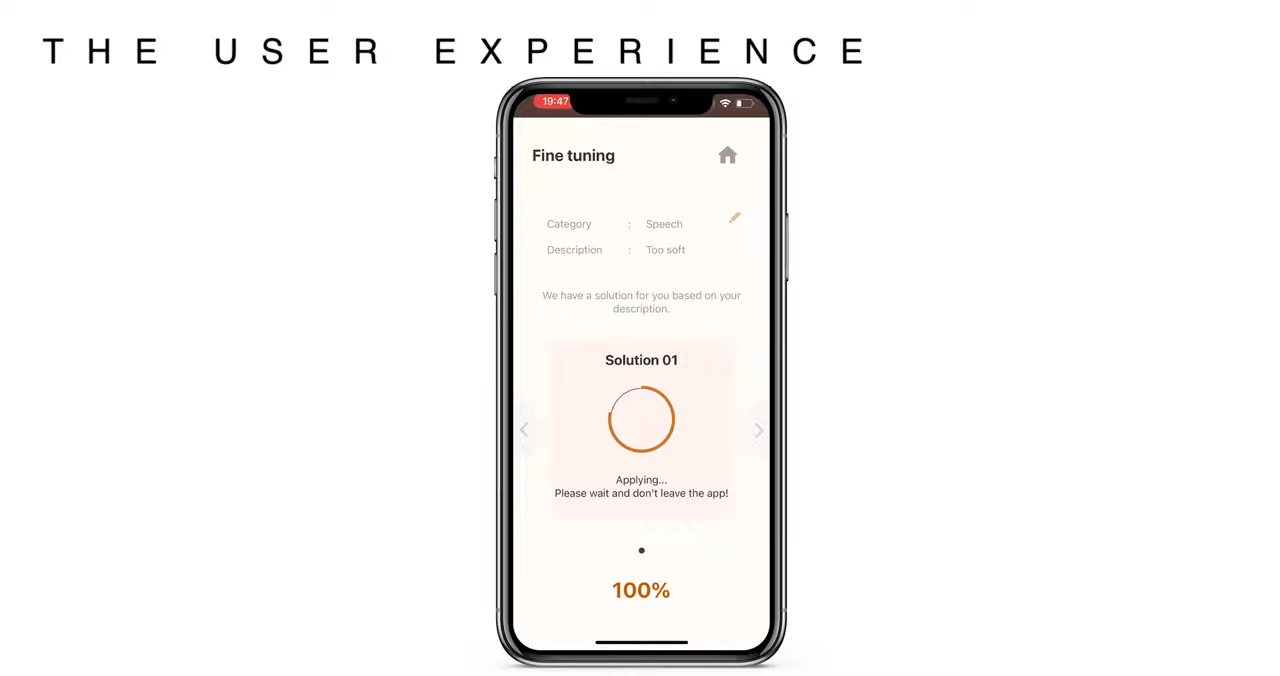 THE USER EXPERIENCE
19:47
Fine tuning
Category : Speech
Description : Too soft
We have a solution for you based on your
description.
Solution 01
Applying...
Please wait and don't leave the app!
100%